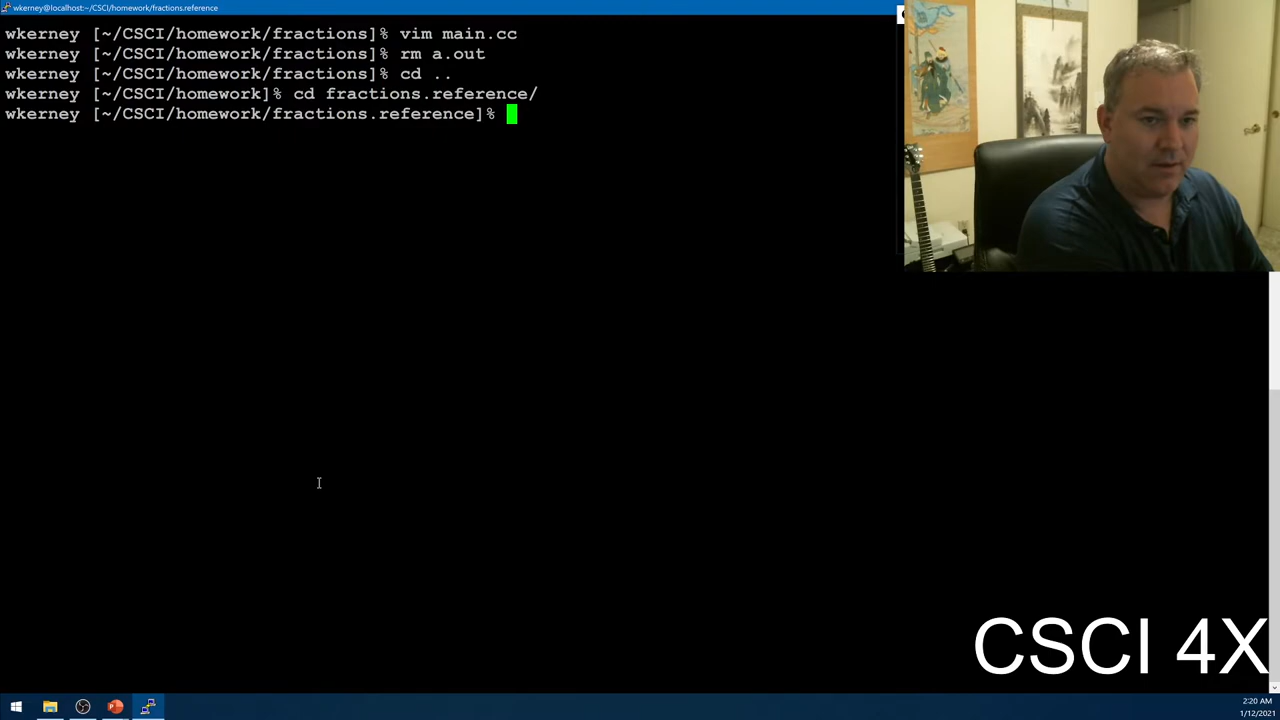 wkerney@localhost:~/CSCI/homework/fractions.reference
wkerney [~/CSCI/homework/fractions]% vim main.cc
wkerney [~/CSCI/homework/fractions]% rm a.out
wkerney [~/CSCI/homework/fractions]% cd ..
wkerney [~/CSCI/homework]% cd fractions.reference/
wkerney [~/CSCI/homework/fractions.reference]%
CSCI 4X
2:20 AM
1/12/2021